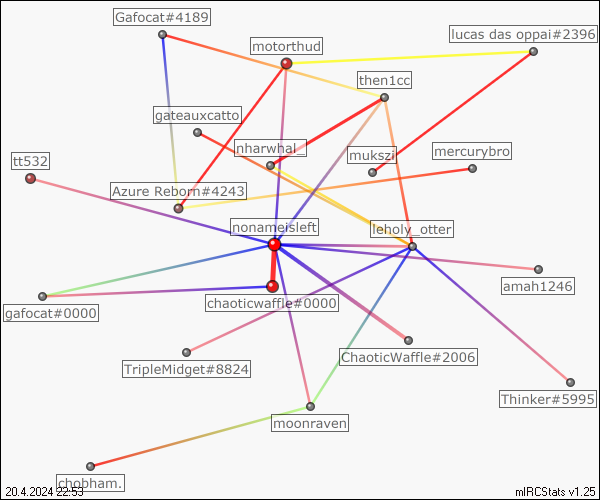 Gafocat#4189
motorthud
lucas das oppai#2396
then1cc
gateauxcatto
nharwhal_
mukszi
mercurybro
tt532
Azure Reborn#4243
nonameisleft
leholy_otter
amah1246
gafocat#0000
chaoticwaffle#0000
TripleMidget#8824
ChaoticWaffle#2006
Thinker#5995
moonraven
chobham.
20.4.2024 22:53
mIRCStats v1.25